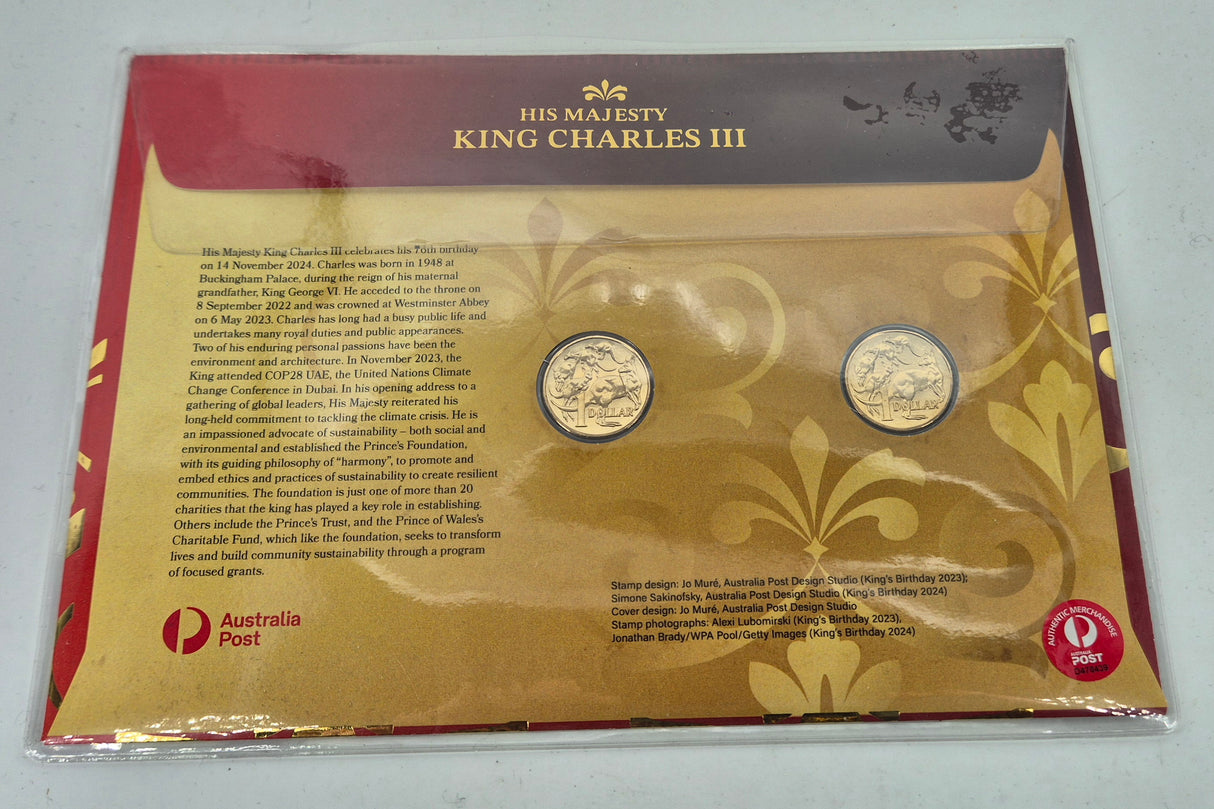 HIS MAJESTY
KING CHARLES III
His Majesty King Charles III celebrates his 76th birthday
on 14 November 2024. Charles was born in 1948 at
Buckingham Palace, during the reign of his maternal
grandfather, King George VI. He acceded to the throne on
8 September 2022 and was crowned at Westminster Abbey
on 6 May 2023. Charles has long had a busy public life and
undertakes many royal duties and public appearances.
Two of his enduring personal passions have been the
environment and architecture. In November 2023, the
King attended COP28 UAE, the United Nations Climate
Change Conference in Dubai. In his opening address to a
gathering of global leaders, His Majesty reiterated his
long-held commitment to tackling the climate crisis. He is
an impassioned advocate of sustainability – both social and
environmental and established the Prince's Foundation,
with its guiding philosophy of "harmony", to promote and
embed ethics and practices of sustainability to create resilient
communities. The foundation is just one of more than 20
charities that the king has played a key role in establishing.
Others include the Prince's Trust, and the Prince of Wales's
Charitable Fund, which like the foundation, seeks to transform
lives and build community sustainability through a program
of focused grants.
1 DOLLAR
1 DOLLAR
Stamp design: Jo Muré, Australia Post Design Studio (King's Birthday 2023);
Simone Sakinofsky, Australia Post Design Studio (King's Birthday 2024)
Cover design: Jo Muré, Australia Post Design Studio
Stamp photographs: Alexi Lubomirski (King's Birthday 2023),
Jonathan Brady/WPA Pool/Getty Images (King's Birthday 2024)
Australia
Post
AUTHENTIC MERCHANDISE
AUSTRALIA
POST